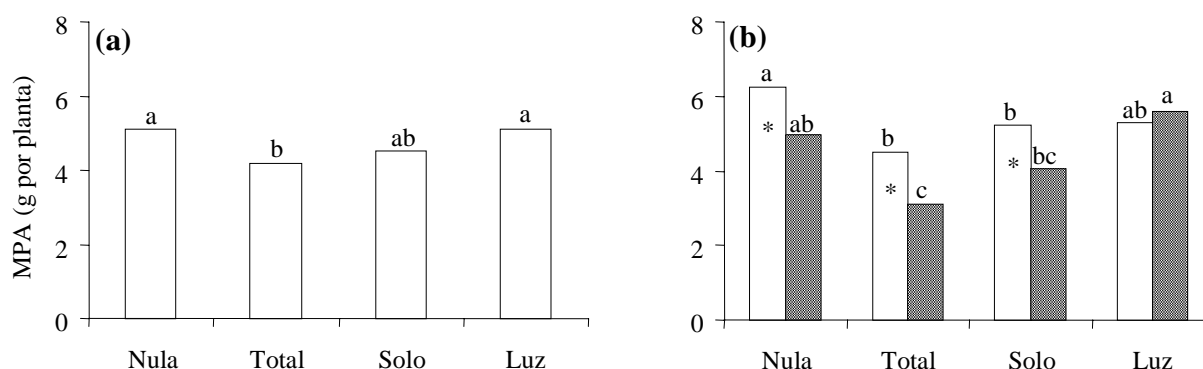 (a)
MPA (g por planta)
8
6
4
2
0
a
b
ab
a
Nula Total Solo Luz
(b)
8
6
4
2
0
a
* ab
b
* c
b
* bc
ab
a
Nula Total Solo Luz